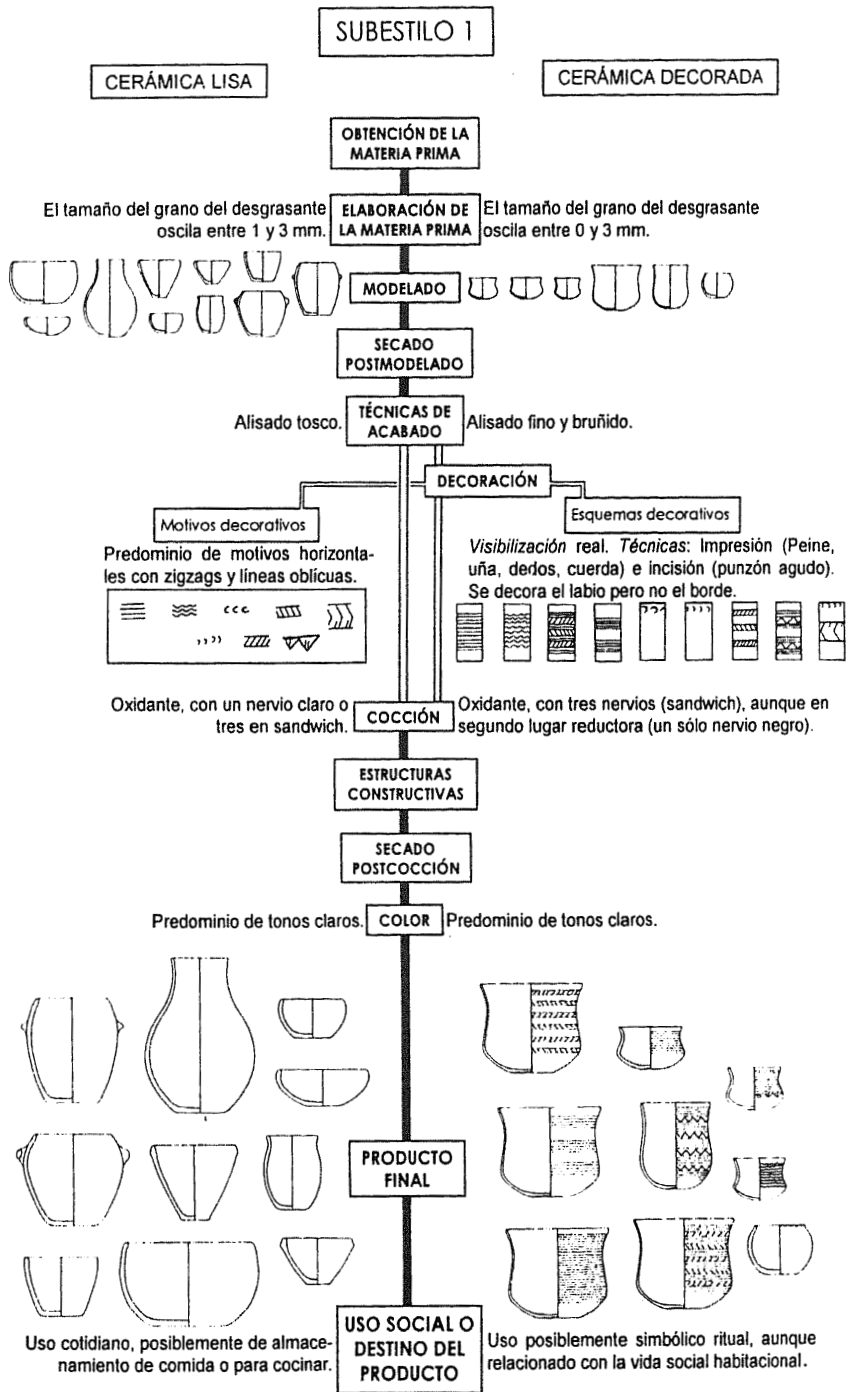 SUBESTILO 1
CERÁMICA LISA
CERÁMICA DECORADA
OBTENCIÓN DE LA
MATERIA PRIMA
El tamaño del grano del desgrasante
oscila entre 1 y 3 mm.
ELABORACIÓN DE
LA MATERIA PRIMA
El tamaño del grano del desgrasante
oscila entre 0 y 3 mm.
MODELADO
SECADO
POSTMODELADO
Alisado tosco.
TÉCNICAS DE
ACABADO
Alisado fino y bruñido.
DECORACIÓN
Motivos decorativos
Predominio de motivos horizonta-
les con zigzags y líneas oblícuas.
Esquemas decorativos
Visibilización real. Técnicas: Impresión (Peine,
uña, dedos, cuerda) e incisión (punzón agudo).
Se decora el labio pero no el borde.
Oxidante, con un nervio claro o
tres en sandwich.
COCCIÓN
Oxidante, con tres nervios (sandwich), aunque en
segundo lugar reductora (un sólo nervio negro).
ESTRUCTURAS
CONSTRUCTIVAS
SECADO
POSTCOCCIÓN
Predominio de tonos claros.
COLOR
Predominio de tonos claros.
PRODUCTO
FINAL
Uso cotidiano, posiblemente de almace-
namiento de comida o para cocinar.
USO SOCIAL O
DESTINO DEL
PRODUCTO
Uso posiblemente simbólico ritual, aunque
relacionado con la vida social habitacional.